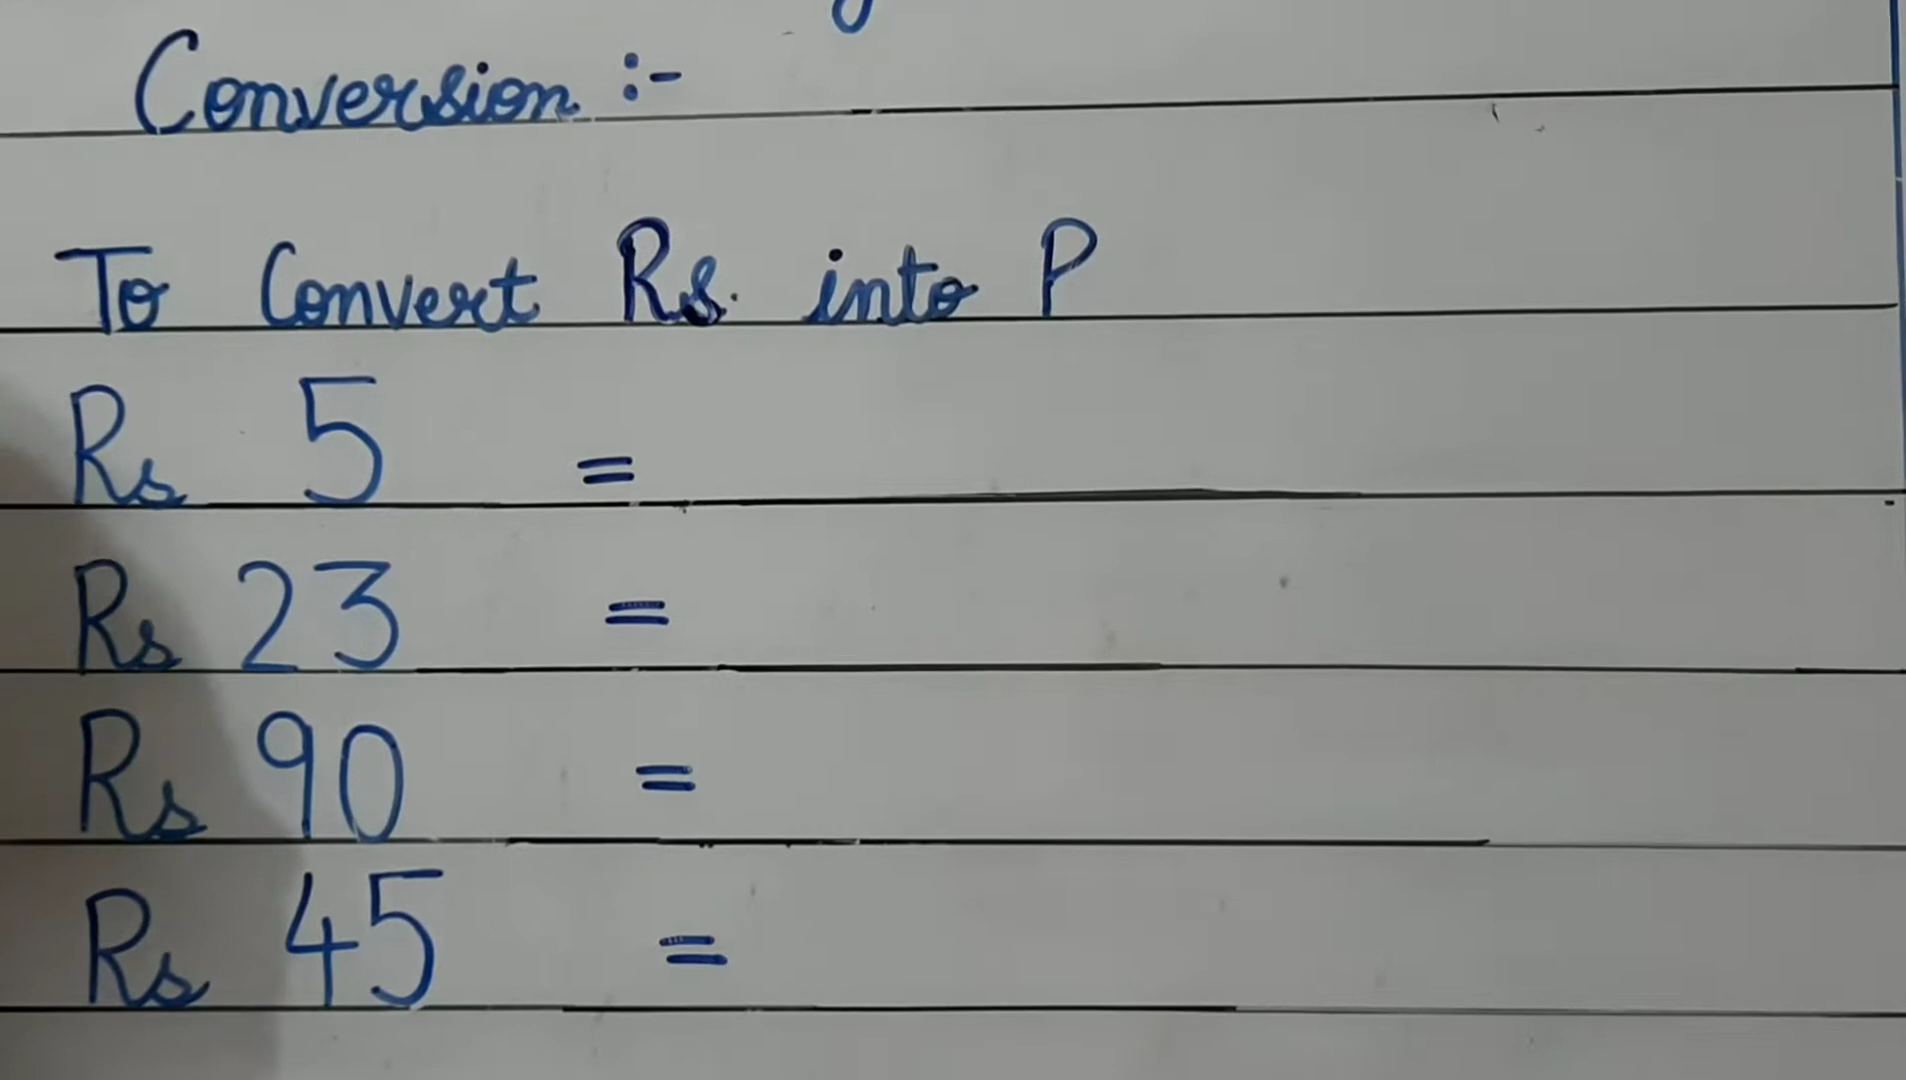 Conversion :-
To Convert Rs. into P
Rs 5 =
Rs 23 =
Rs 90 =
Rs 45 =